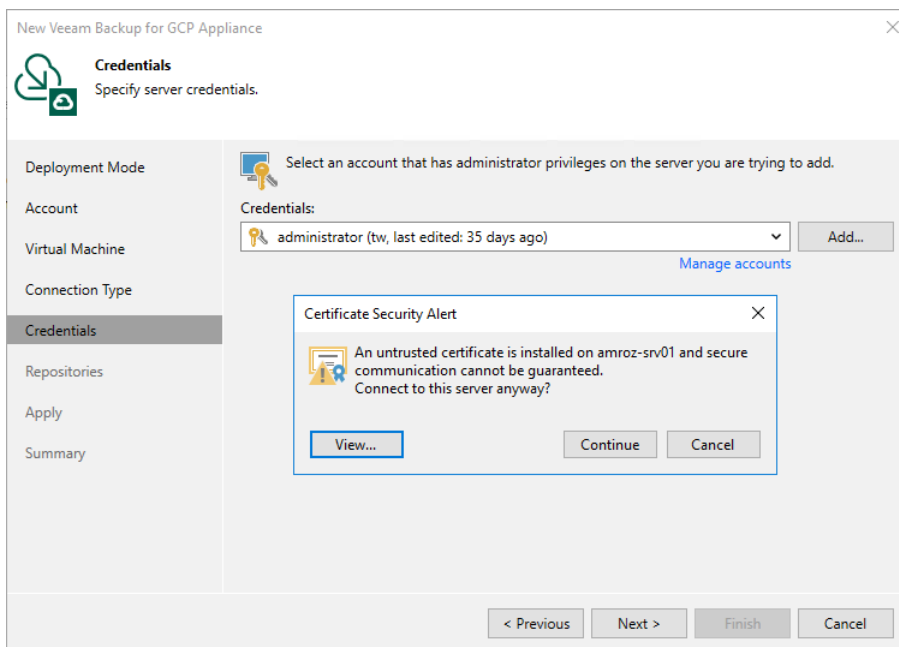 New Veeam Backup for GCP Appliance
Credentials
Specify server credentials.
Deployment Mode
Account
Virtual Machine
Connection Type
Credentials
Repositories
Apply
Summary
Select an account that has administrator privileges on the server you are trying to add.
Credentials:
administrator (tw, last edited: 35 days ago)
Add...
Manage accounts
Certificate Security Alert
An untrusted certificate is installed on amroz-srv01 and secure
communication cannot be guaranteed.
Connect to this server anyway?
View...
Continue
Cancel
< Previous
Next >
Finish
Cancel